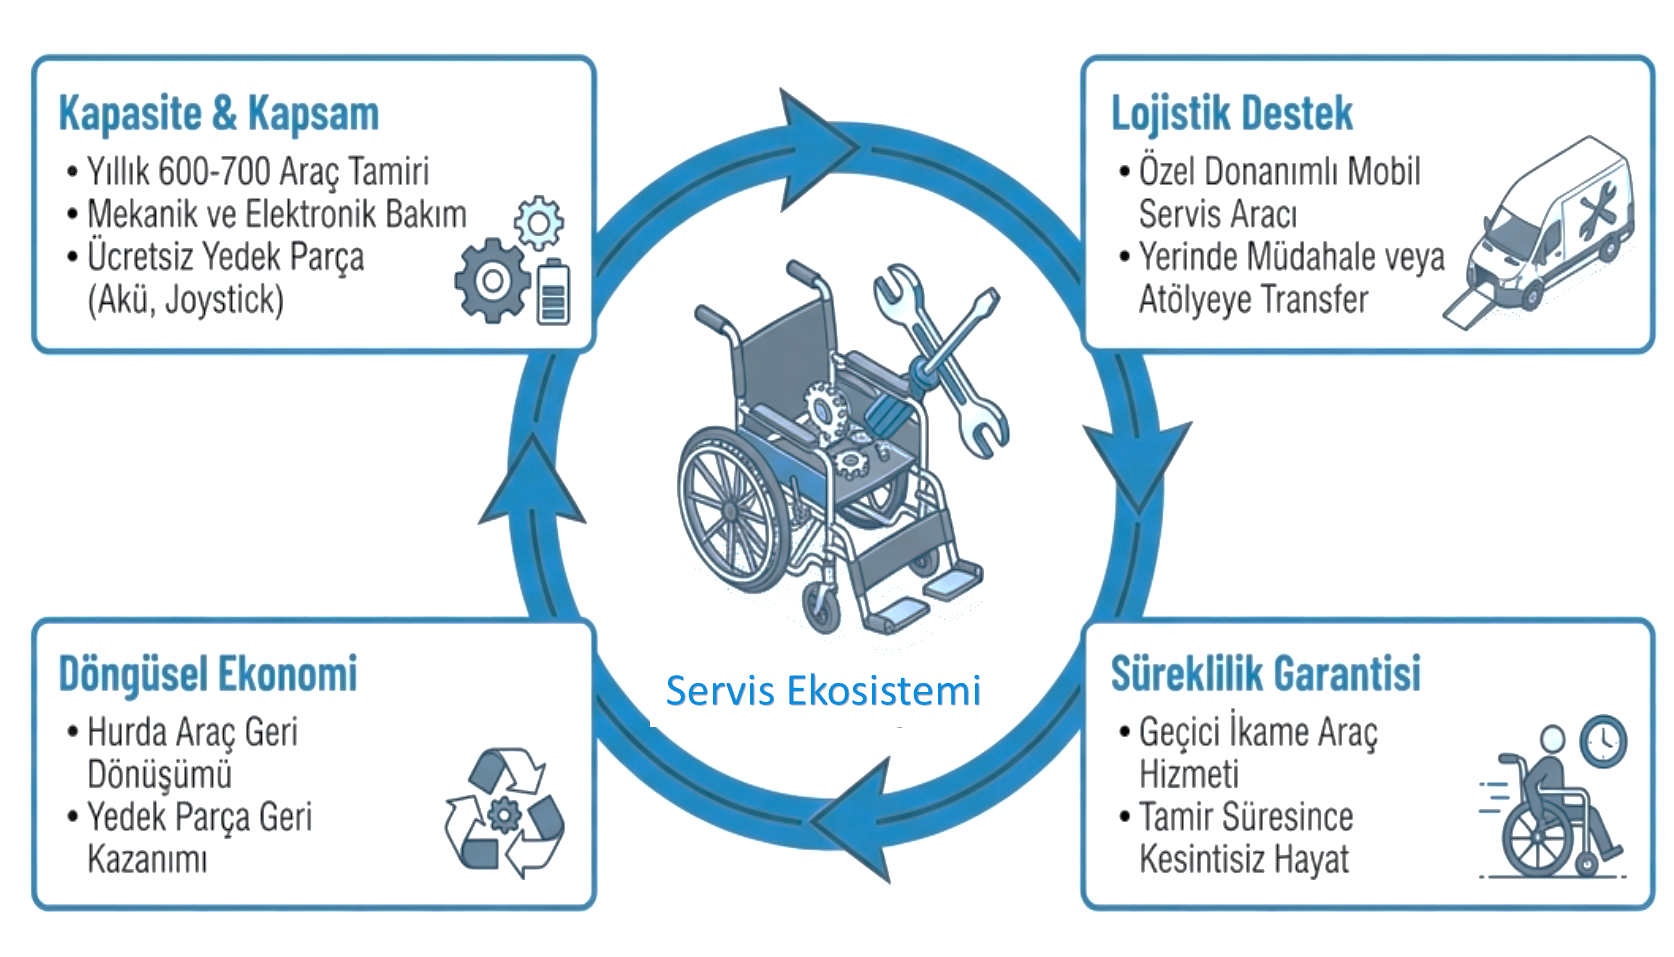 Kapasite & Kapsam
• Yıllık 600-700 Araç Tamiri
• Mekanik ve Elektronik Bakım
• Ücretsiz Yedek Parça
(Akü, Joystick)
Lojistik Destek
• Özel Donanımlı Mobil
Servis Aracı
• Yerinde Müdahale veya
Atölyeye Transfer
Servis Ekosistemi
Döngüsel Ekonomi
• Hurda Araç Geri
Dönüşümü
• Yedek Parça Geri
Kazanımı
Süreklilik Garantisi
• Geçici İkame Araç
Hizmeti
• Tamir Süresince
Kesintisiz Hayat